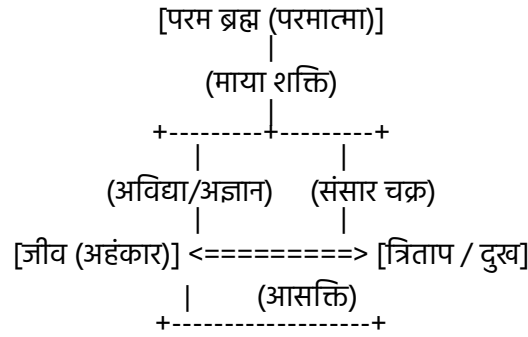 [परम ब्रह्म (परमात्मा)]
|
(माया शक्ति)
|
+---------+---------+
| |
(अविद्या/अज्ञान) (संसार चक्र)
| |
[जीव (अहंकार)] <=========> [त्रिताप / दुख]
| (आसक्ति)
+-------------------+